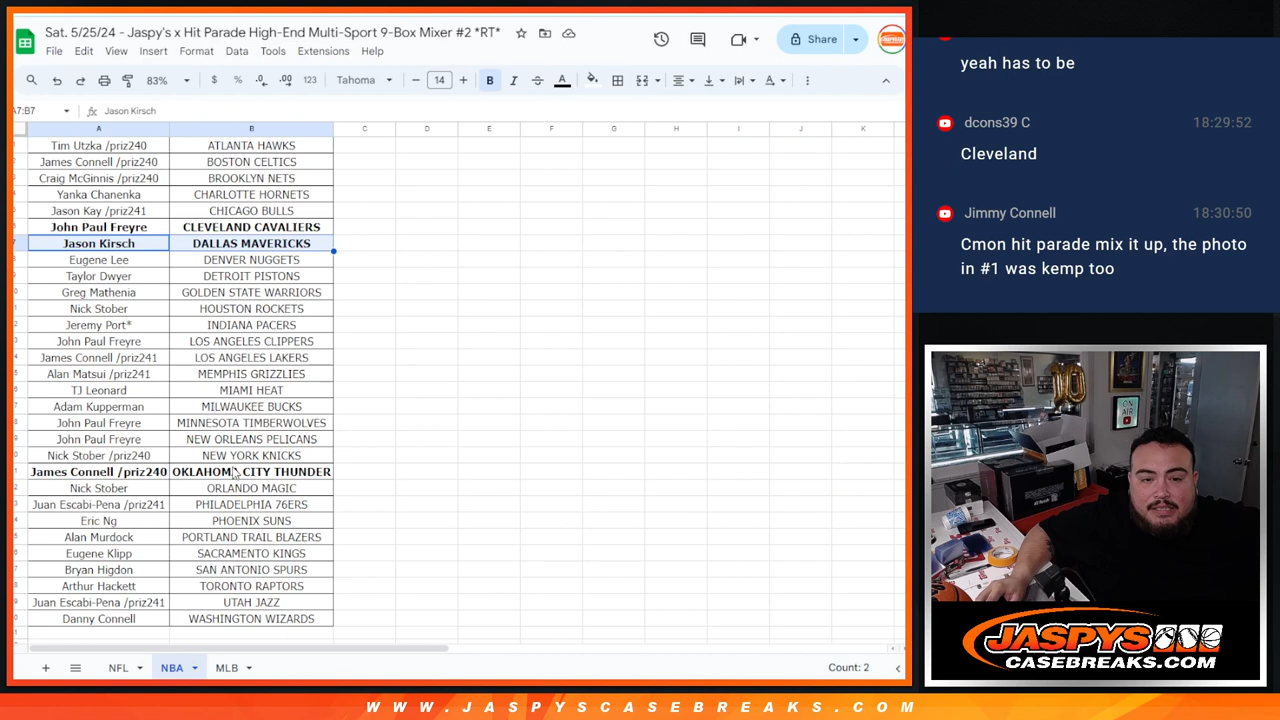 Sat. 5/25/24 - Jaspy's x Hit Parade High-End Multi-Sport 9-Box Mixer #2 *RT*
File Edit View Insert Format Data Tools Extensions Help
Share
83% $ % .0 .00 123 Tahoma 14 B I A
A7:B7 fx Jason Kirsch
A B C D E F G H I J K
Tim Utzka /priz240 ATLANTA HAWKS
James Connell /priz240 BOSTON CELTICS
Craig McGinnis /priz240 BROOKLYN NETS
Yanka Chanenka CHARLOTTE HORNETS
Jason Kay /priz241 CHICAGO BULLS
John Paul Freyre CLEVELAND CAVALIERS
Jason Kirsch DALLAS MAVERICKS
Eugene Lee DENVER NUGGETS
Taylor Dwyer DETROIT PISTONS
Greg Mathenia GOLDEN STATE WARRIORS
Nick Stober HOUSTON ROCKETS
Jeremy Port* INDIANA PACERS
John Paul Freyre LOS ANGELES CLIPPERS
James Connell /priz241 LOS ANGELES LAKERS
Alan Matsui /priz241 MEMPHIS GRIZZLIES
TJ Leonard MIAMI HEAT
Adam Kupperman MILWAUKEE BUCKS
John Paul Freyre MINNESOTA TIMBERWOLVES
John Paul Freyre NEW ORLEANS PELICANS
Nick Stober /priz240 NEW YORK KNICKS
James Connell /priz240 OKLAHOMA CITY THUNDER
Nick Stober ORLANDO MAGIC
Juan Escabi-Pena /priz241 PHILADELPHIA 76ERS
Eric Ng PHOENIX SUNS
Alan Murdock PORTLAND TRAIL BLAZERS
Eugene Klipp SACRAMENTO KINGS
Bryan Higdon SAN ANTONIO SPURS
Arthur Hackett TORONTO RAPTORS
Juan Escabi-Pena /priz241 UTAH JAZZ
Danny Connell WASHINGTON WIZARDS
NFL NBA MLB Count: 2
yeah has to be
dcons39 C 18:29:52
Cleveland
Jimmy Connell 18:30:50
Cmon hit parade mix it up, the photo
in #1 was kemp too
10
ON
AIR
JASPYS
CASEBREAKS.COM
WWW.JASPYSCASEBREAKS.COM